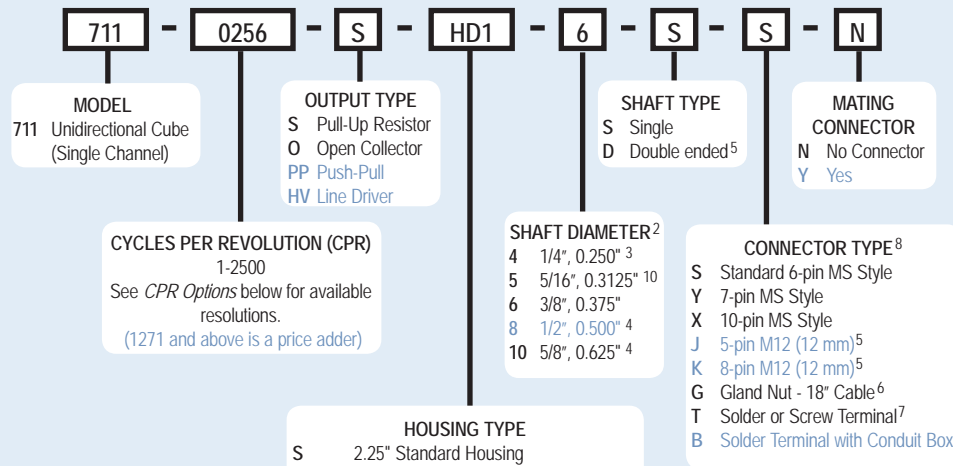 711 - 0256 - S - HD1 - 6 - S - S - N
MODEL
711 Unidirectional Cube
(Single Channel)
OUTPUT TYPE
S Pull-Up Resistor
O Open Collector
PP Push-Pull
HV Line Driver
SHAFT TYPE
S Single
D Double ended5
MATING
CONNECTOR
N No Connector
Y Yes
CYCLES PER REVOLUTION (CPR)
1-2500
See CPR Options below for available
resolutions.
(1271 and above is a price adder)
SHAFT DIAMETER2
4 1/4", 0.250" 3
5 5/16", 0.3125" 10
6 3/8", 0.375"
8 1/2", 0.500" 4
10 5/8", 0.625" 4
CONNECTOR TYPE8
S Standard 6-pin MS Style
Y 7-pin MS Style
X 10-pin MS Style
J 5-pin M12 (12 mm)5
K 8-pin M12 (12 mm)5
G Gland Nut - 18" Cable6
T Solder or Screw Terminal7
B Solder Terminal with Conduit Box
HOUSING TYPE
S 2.25" Standard Housing